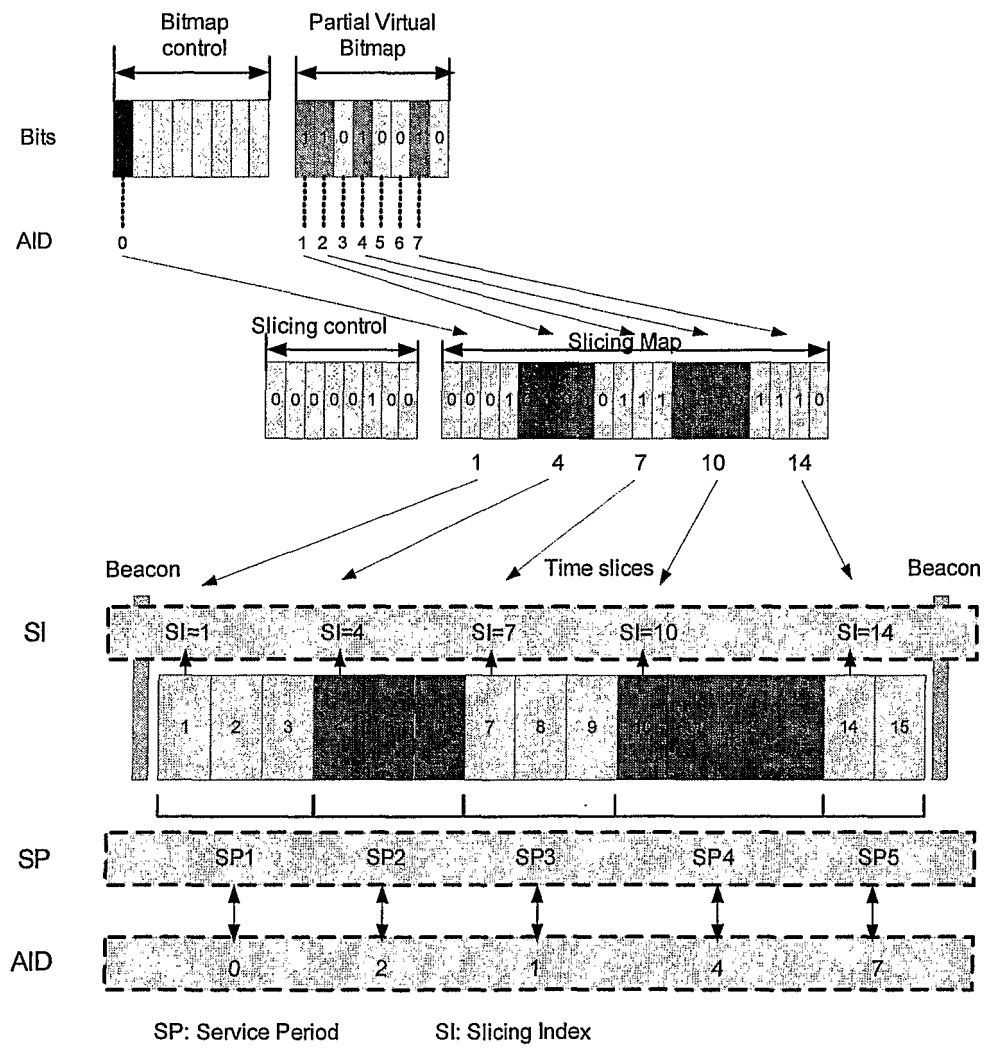 Bitmap control
Partial Virtual Bitmap
Bits
1 1 0 1 0 0 1 0
AID
0 1 2 3 4 5 6 7
Slicing control
Slicing Map
0 0 0 0 0 1 0 0
0 0 0 1
0 1 1 1
1 1 1 0
1 4 7 10 14
Beacon
Time slices
Beacon
SI
SI=1 SI=4 SI=7 SI=10 SI=14
1 2 3 7 8 9 14 15
SP
SP1 SP2 SP3 SP4 SP5
AID
0 2 1 4 7
SP: Service Period
SI: Slicing Index